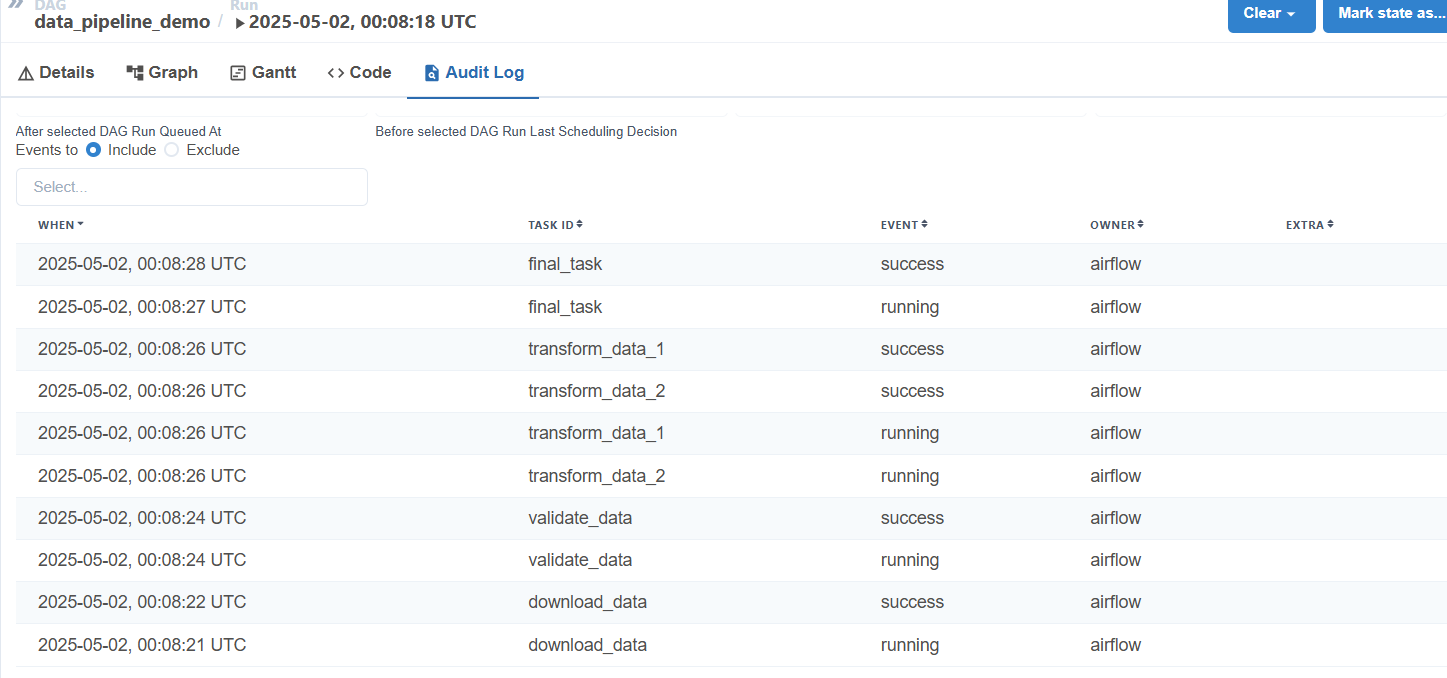 DAG Run
data_pipeline_demo / 2025-05-02, 00:08:18 UTC
Clear Mark state as...
Details Graph Gantt Code Audit Log
After selected DAG Run Queued At Before selected DAG Run Last Scheduling Decision
Events to Include Exclude
Select...
WHEN TASK ID EVENT OWNER EXTRA
2025-05-02, 00:08:28 UTC final_task success airflow
2025-05-02, 00:08:27 UTC final_task running airflow
2025-05-02, 00:08:26 UTC transform_data_1 success airflow
2025-05-02, 00:08:26 UTC transform_data_2 success airflow
2025-05-02, 00:08:26 UTC transform_data_1 running airflow
2025-05-02, 00:08:26 UTC transform_data_2 running airflow
2025-05-02, 00:08:24 UTC validate_data success airflow
2025-05-02, 00:08:24 UTC validate_data running airflow
2025-05-02, 00:08:22 UTC download_data success airflow
2025-05-02, 00:08:21 UTC download_data running airflow